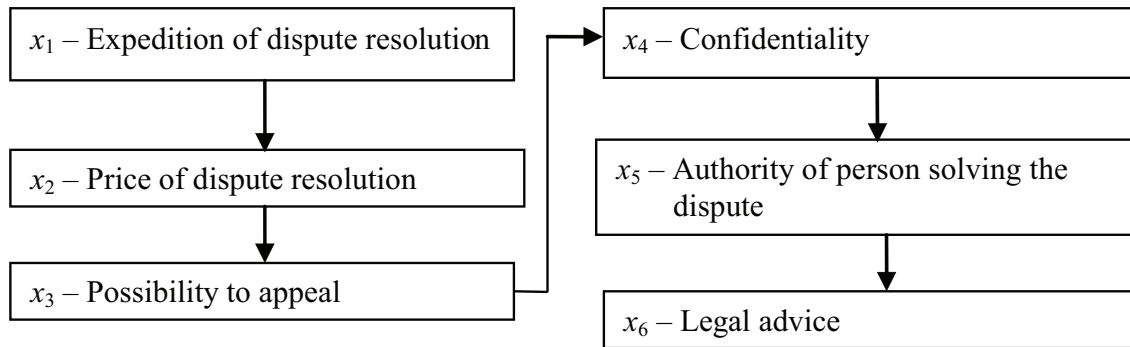 x₁ – Expedition of dispute resolution
x₂ – Price of dispute resolution
x₃ – Possibility to appeal
x₄ – Confidentiality
x₅ – Authority of person solving the
dispute
x₆ – Legal advice